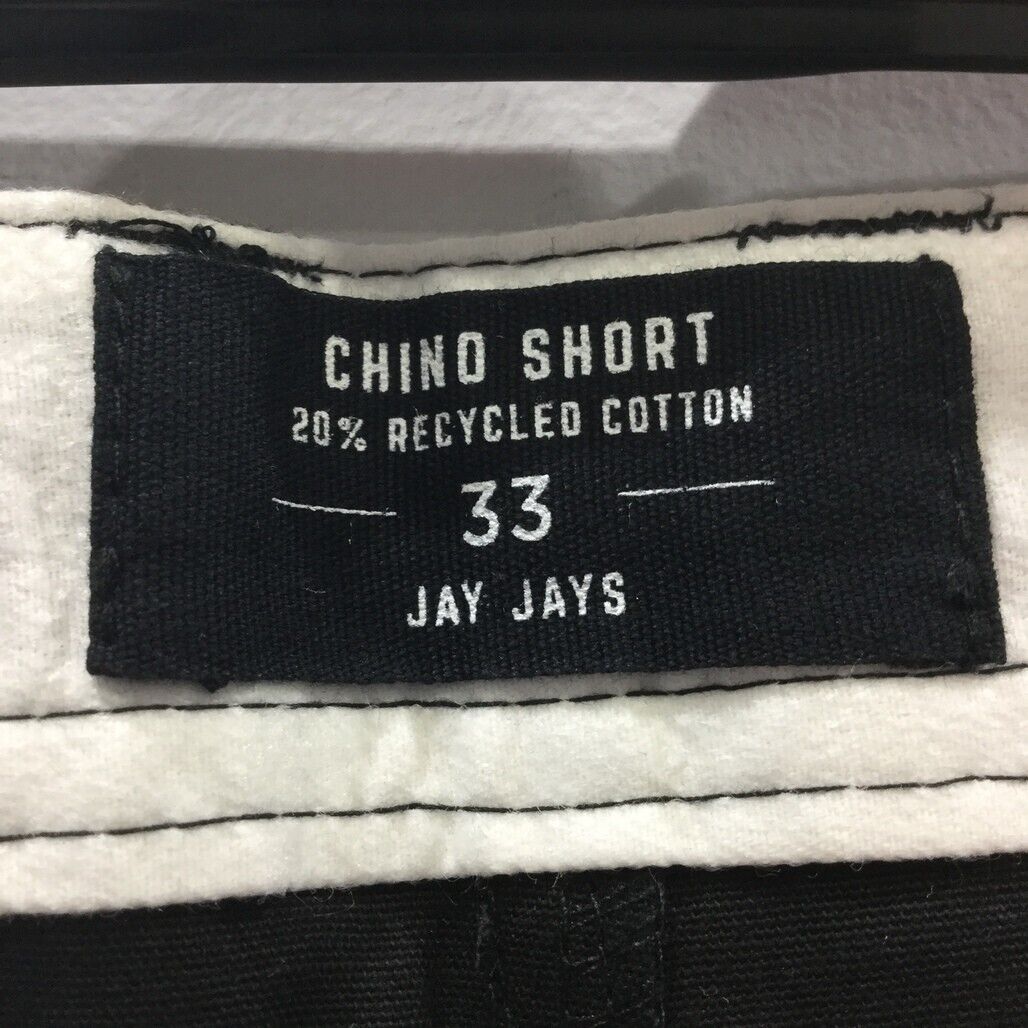 CHINO SHORT
20% RECYCLED COTTON
33
JAY JAYS